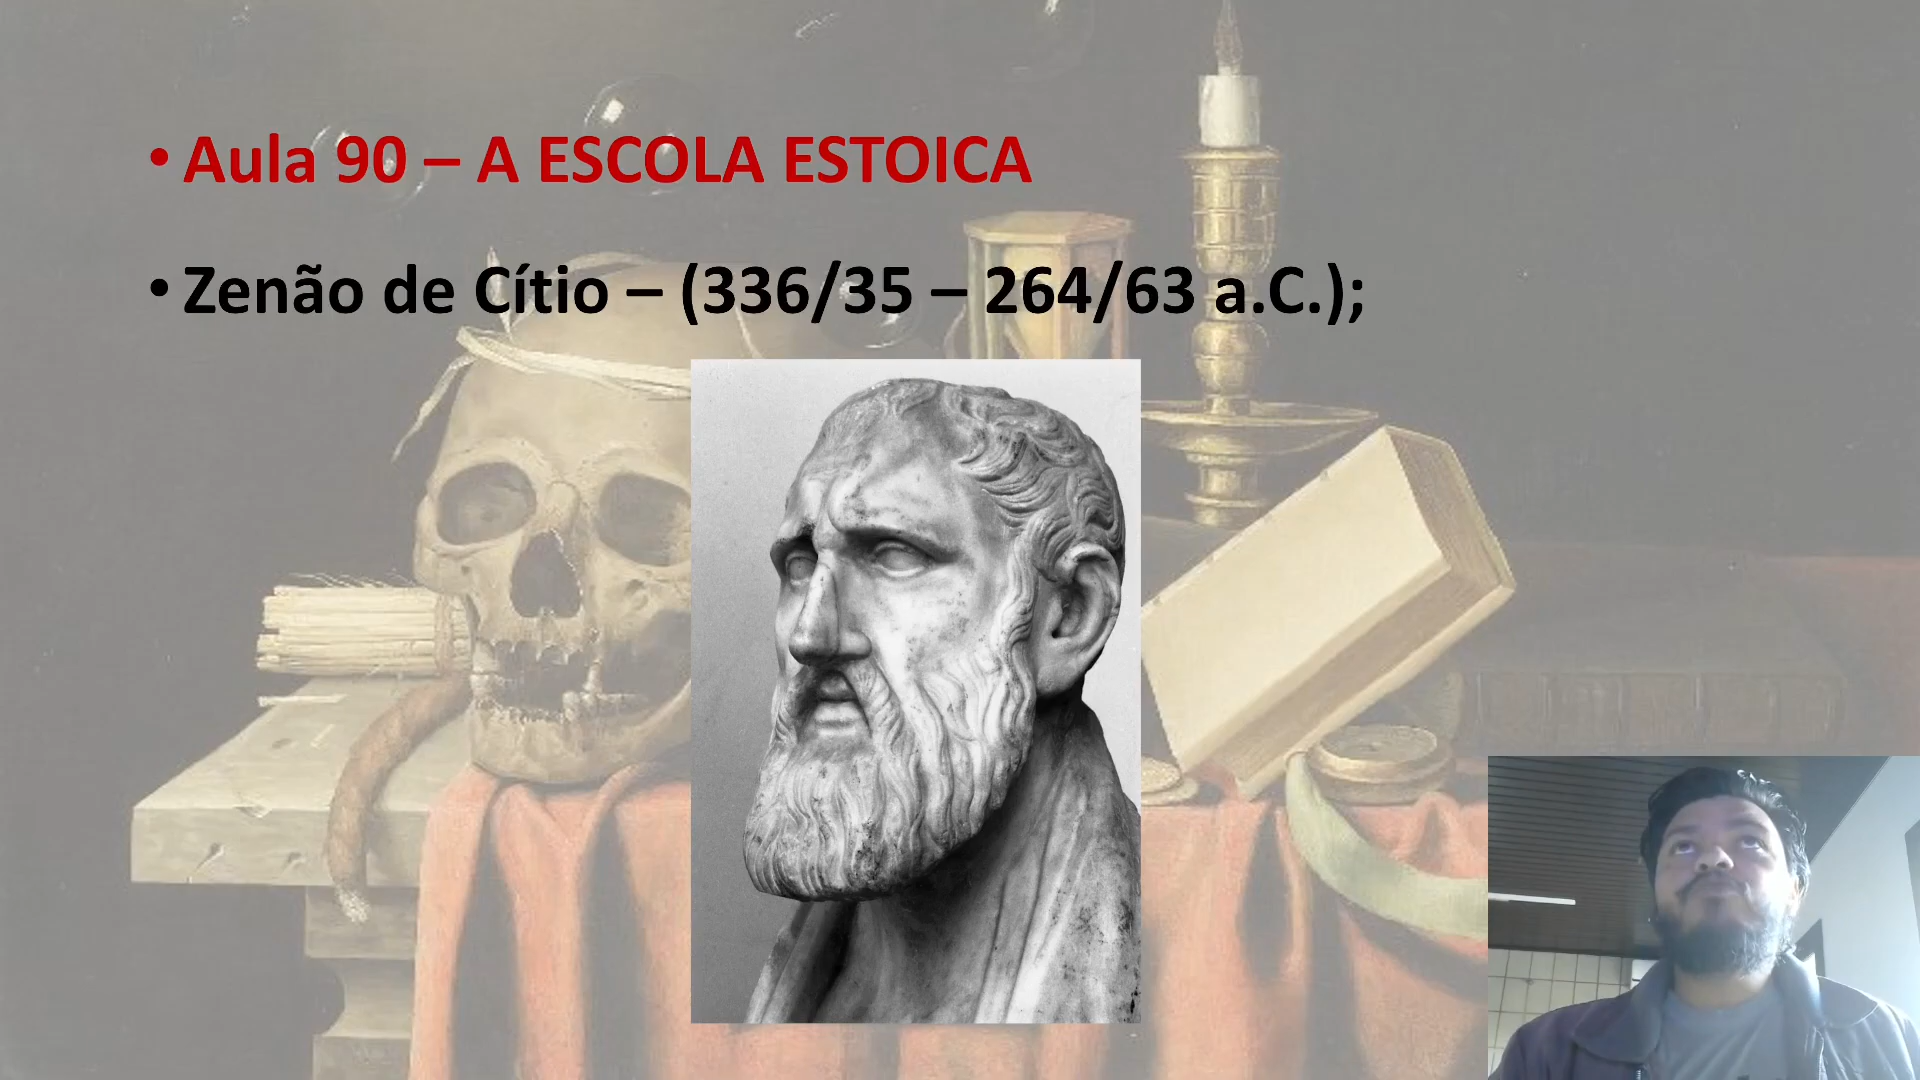 • Aula 90 – A ESCOLA ESTOICA
• Zenão de Cítio – (336/35 – 264/63 a.C.);